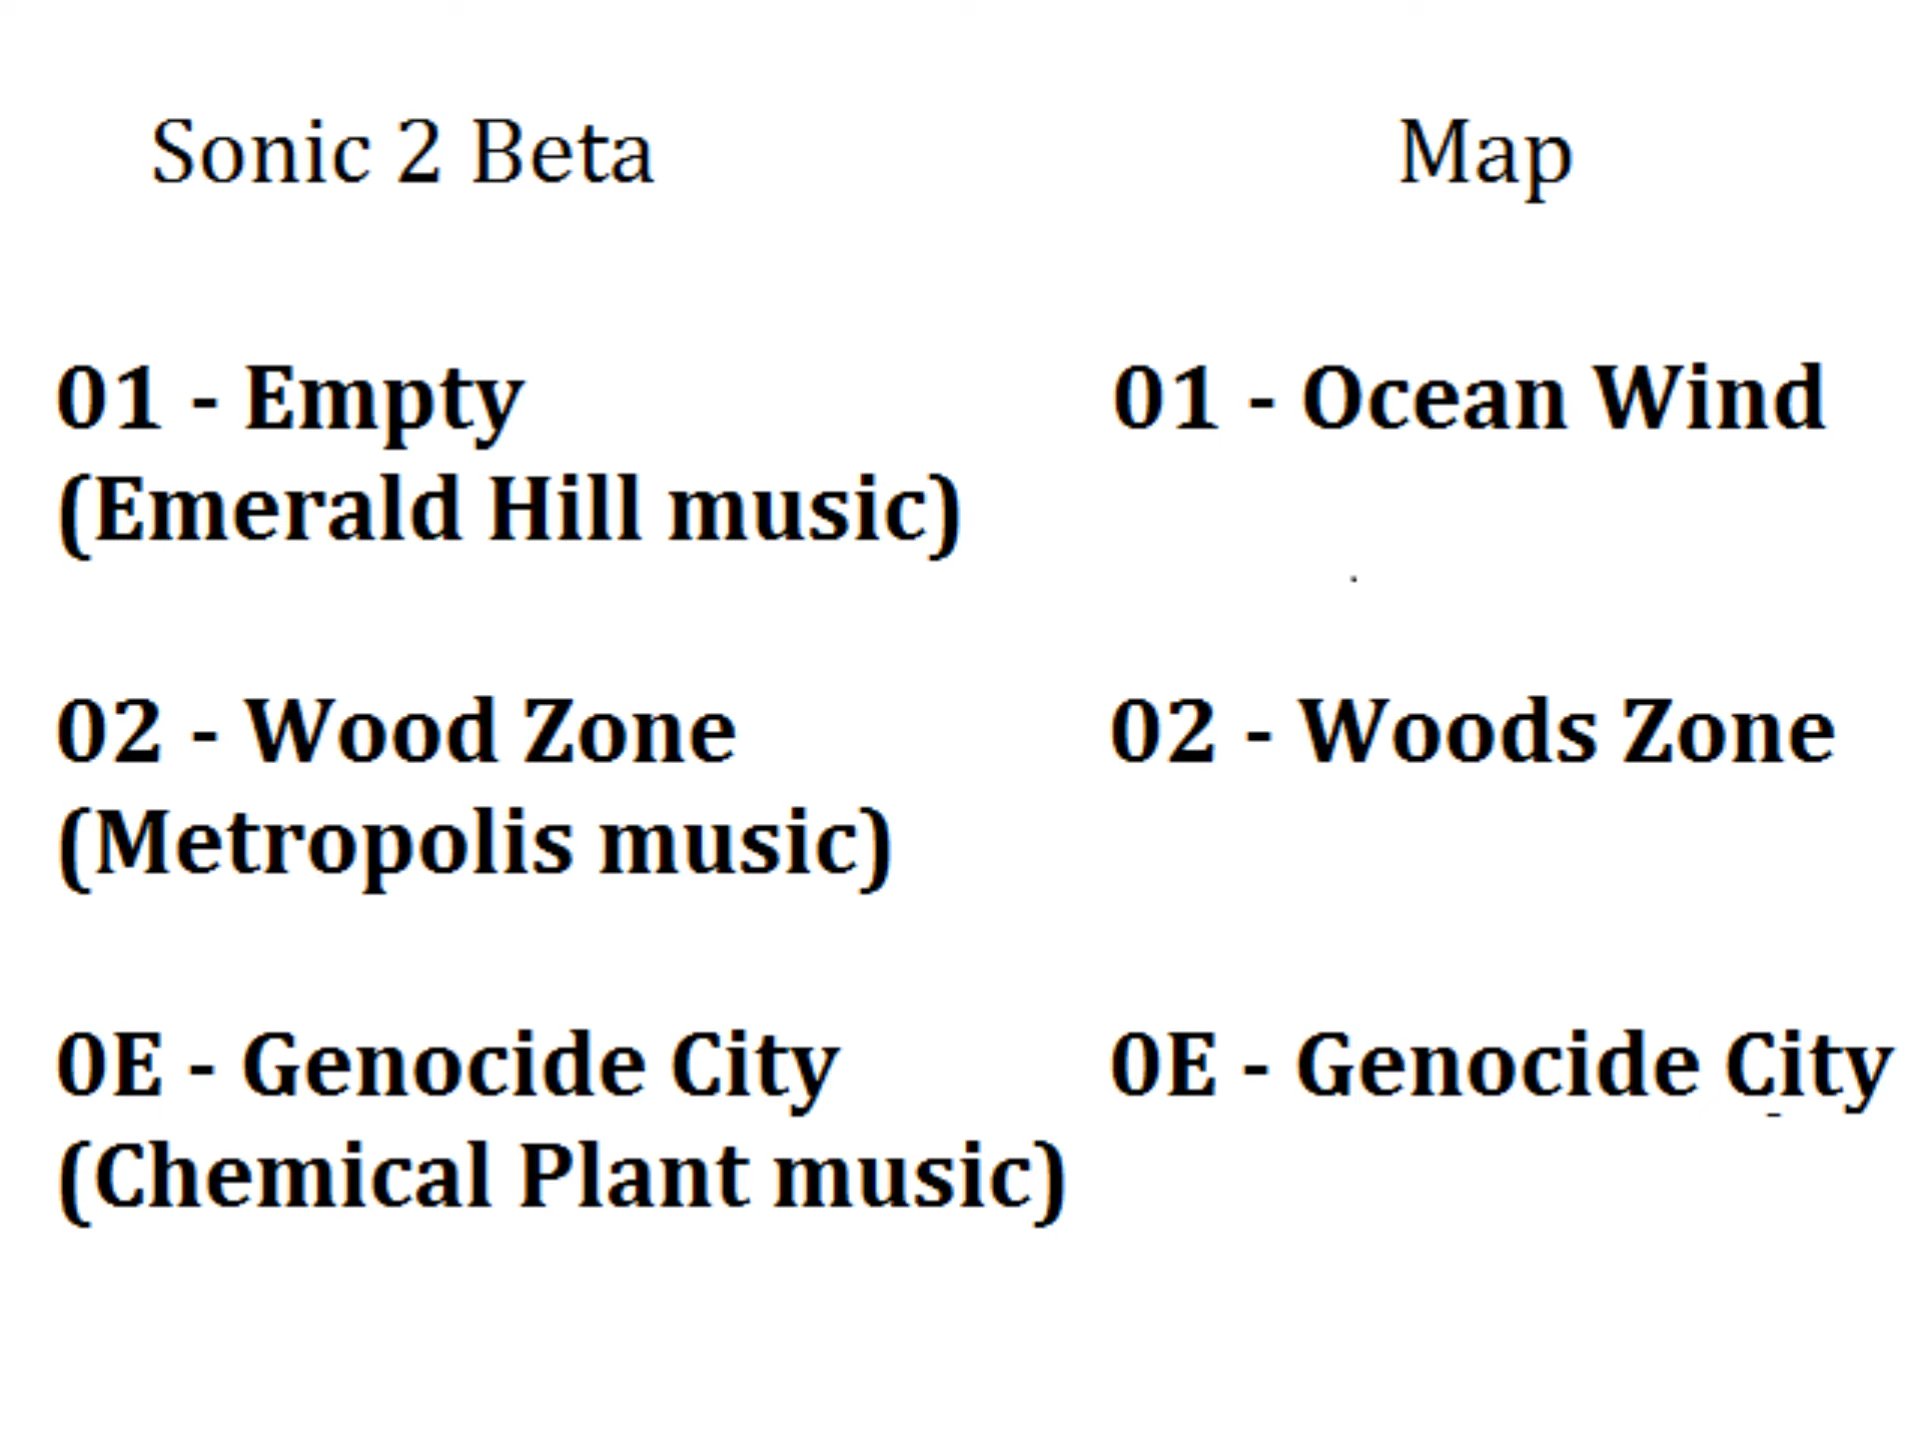 Sonic 2 Beta
Map
01 - Empty
(Emerald Hill music)
01 - Ocean Wind
02 - Wood Zone
(Metropolis music)
02 - Woods Zone
0E - Genocide City
(Chemical Plant music)
0E - Genocide City